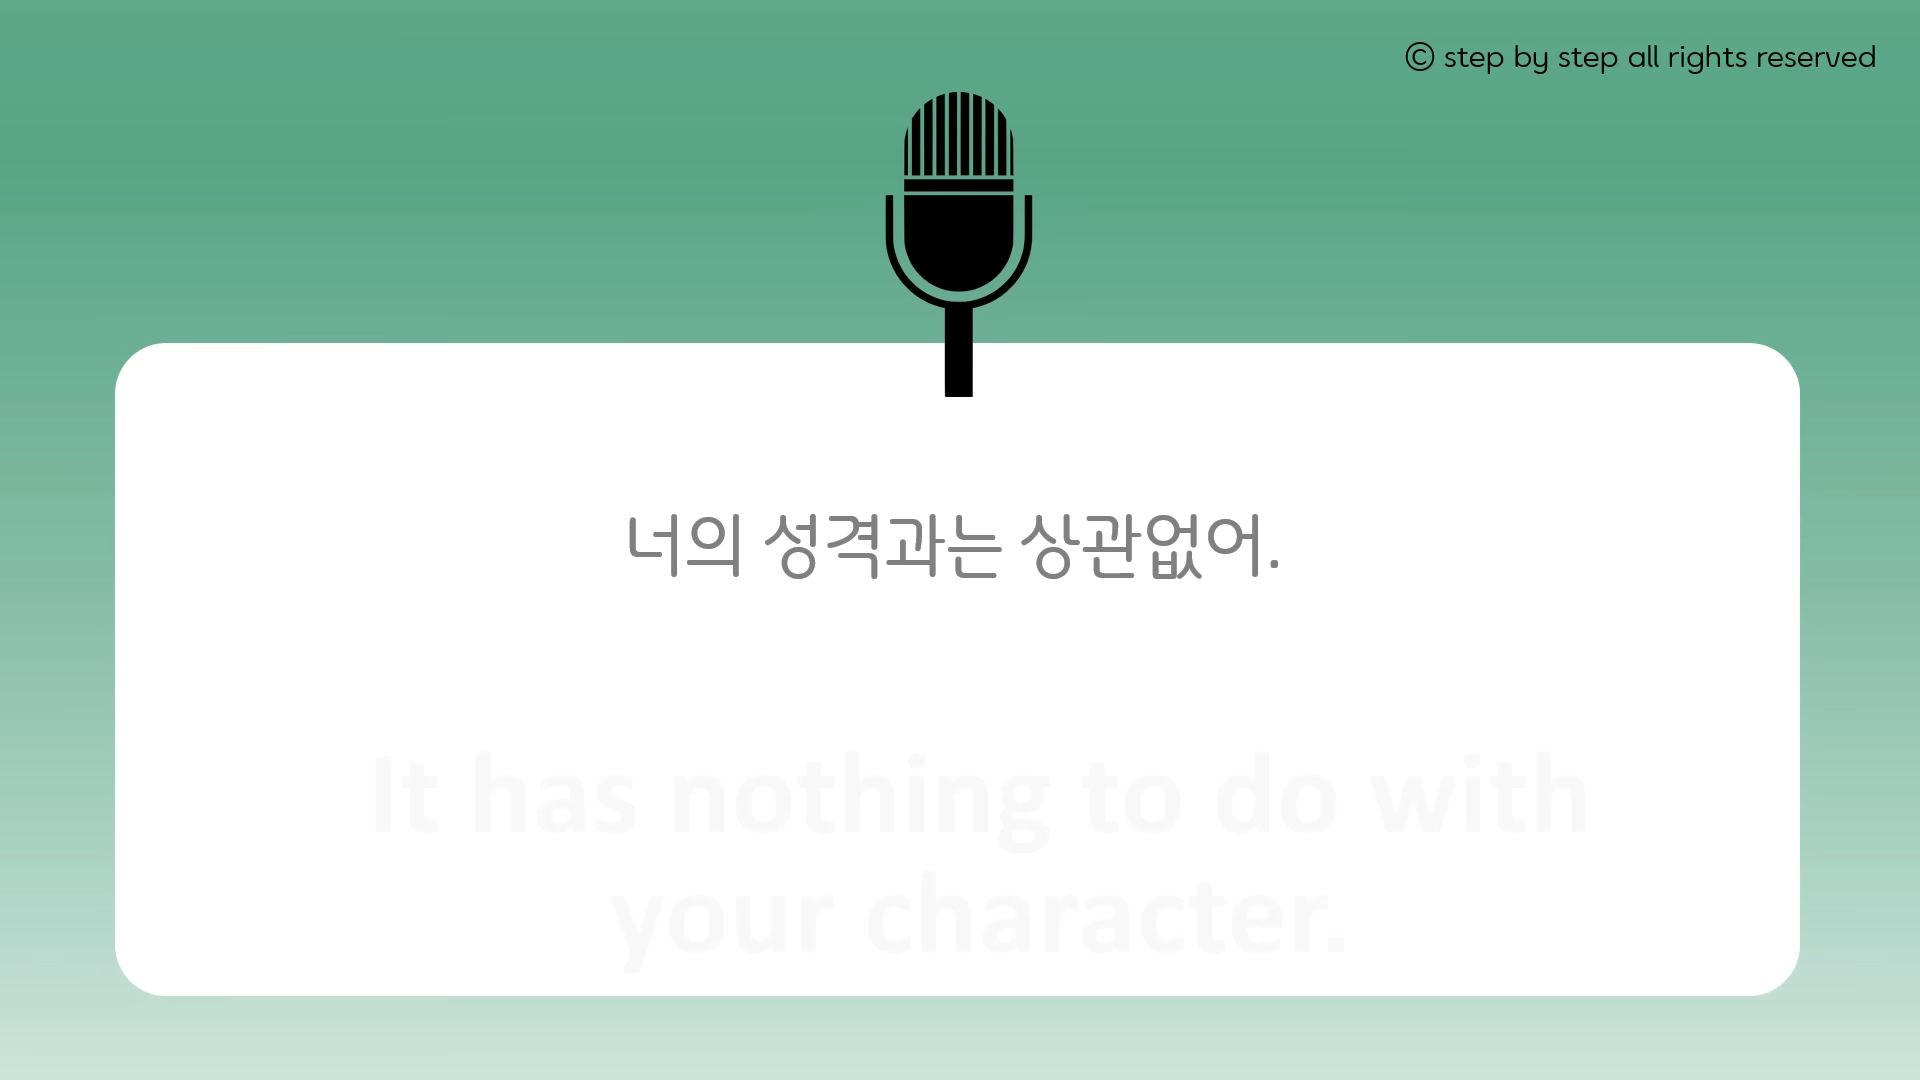 © step by step all rights reserved
너의 성격과는 상관없어.
It has nothing to do with
your character.